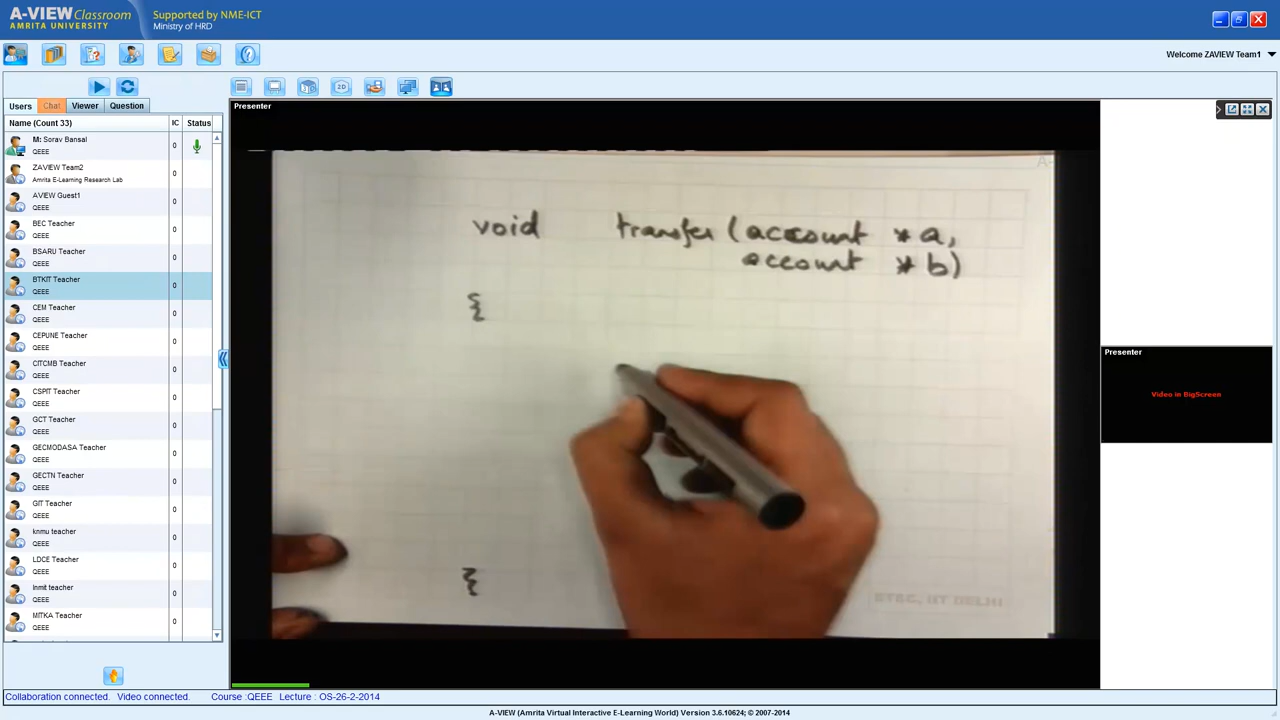 A-VIEW Classroom
AMRITA UNIVERSITY
Supported by NME-ICT
Ministry of HRD
Welcome ZAVIEW Team1
Users Chat Viewer Question
Name (Count 33) IC Status
M: Sorav Bansal 0
QEEE
ZAVIEW Team2 0
Amrita E-Learning Research Lab
AVIEW Guest1 0
QEEE
BEC Teacher 0
QEEE
BSARU Teacher 0
QEEE
BTKIT Teacher 0
QEEE
CEM Teacher 0
QEEE
CEPUNE Teacher 0
QEEE
CITCMB Teacher 0
QEEE
CSPIT Teacher 0
QEEE
GCT Teacher 0
QEEE
GECMODASA Teacher 0
QEEE
GECTN Teacher 0
QEEE
GIT Teacher 0
QEEE
knmu teacher 0
QEEE
LDCE Teacher 0
QEEE
lnmit teacher 0
QEEE
MITKA Teacher 0
QEEE
2D
Presenter
void transfer (account * a,
account * b)
{
}
ETSC, IIT DELHI
Presenter
Video in BigScreen
Collaboration connected. Video connected. Course :QEEE Lecture : OS-26-2-2014
A-VIEW (Amrita Virtual Interactive E-Learning World) Version 3.6.10624; © 2007-2014